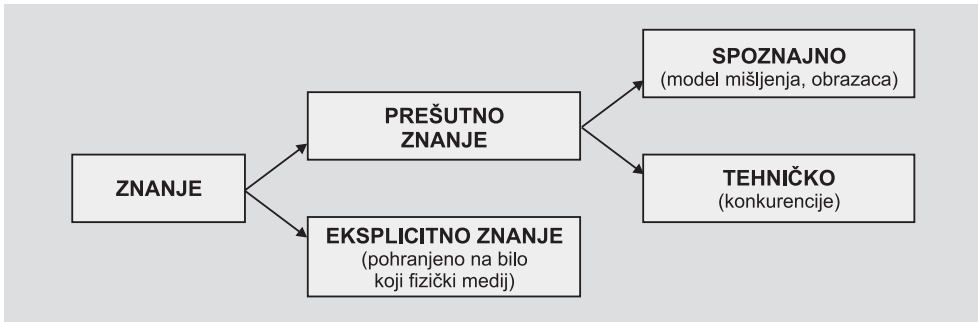 ZNANJE
PREŠUTNO
ZNANJE
EKSPLICITNO ZNANJE
(pohranjeno na bilo
koji fizički medij)
SPOZNAJNO
(model mišljenja, obrazaca)
TEHNIČKO
(konkurencije)